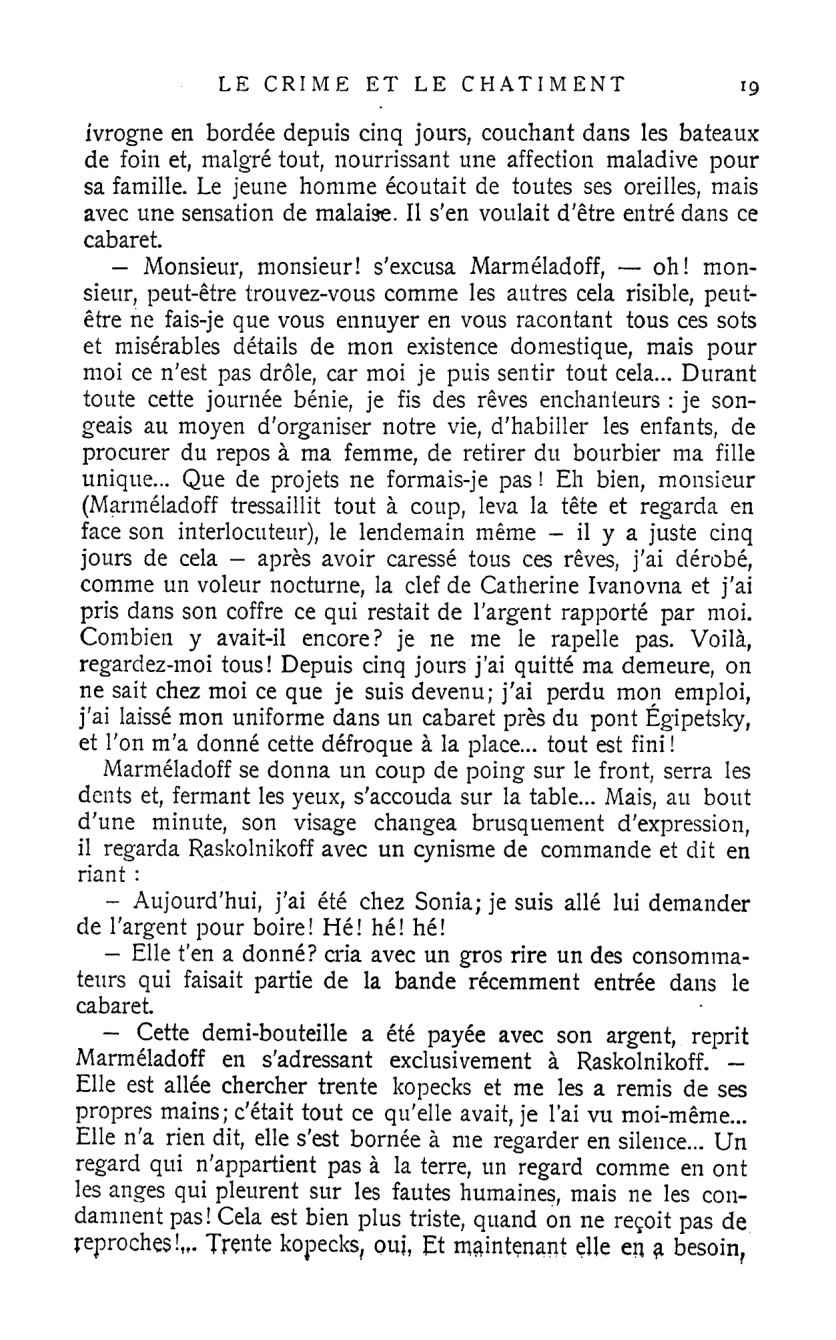 LE CRIME ET LE CHATIMENT 19
ivrogne en bordée depuis cinq jours, couchant dans les bateaux
de foin et, malgré tout, nourrissant une affection maladive pour
sa famille. Le jeune homme écoutait de toutes ses oreilles, mais
avec une sensation de malaise. Il s'en voulait d'être entré dans ce
cabaret.
— Monsieur, monsieur! s'excusa Marméladoff, — oh! mon-
sieur, peut-être trouvez-vous comme les autres cela risible, peut-
être ne fais-je que vous ennuyer en vous racontant tous ces sots
et misérables détails de mon existence domestique, mais pour
moi ce n'est pas drôle, car moi je puis sentir tout cela... Durant
toute cette journée bénie, je fis des rêves enchanteurs : je son-
geais au moyen d'organiser notre vie, d'habiller les enfants, de
procurer du repos à ma femme, de retirer du bourbier ma fille
unique... Que de projets ne formais-je pas! Eh bien, monsieur
(Marméladoff tressaillit tout à coup, leva la tête et regarda en
face son interlocuteur), le lendemain même — il y a juste cinq
jours de cela — après avoir caressé tous ces rêves, j'ai dérobé,
comme un voleur nocturne, la clef de Catherine Ivanovna et j'ai
pris dans son coffre ce qui restait de l'argent rapporté par moi.
Combien y avait-il encore? je ne me le rapelle pas. Voilà,
regardez-moi tous! Depuis cinq jours j'ai quitté ma demeure, on
ne sait chez moi ce que je suis devenu; j'ai perdu mon emploi,
j'ai laissé mon uniforme dans un cabaret près du pont Égipetsky,
et l'on m'a donné cette défroque à la place... tout est fini!
Marméladoff se donna un coup de poing sur le front, serra les
dents et, fermant les yeux, s'accouda sur la table... Mais, au bout
d'une minute, son visage changea brusquement d'expression,
il regarda Raskolnikoff avec un cynisme de commande et dit en
riant :
— Aujourd'hui, j'ai été chez Sonia; je suis allé lui demander
de l'argent pour boire! Hé! hé! hé!
— Elle t'en a donné? cria avec un gros rire un des consomma-
teurs qui faisait partie de la bande récemment entrée dans le
cabaret.
— Cette demi-bouteille a été payée avec son argent, reprit
Marméladoff en s'adressant exclusivement à Raskolnikoff. —
Elle est allée chercher trente kopecks et me les a remis de ses
propres mains; c'était tout ce qu'elle avait, je l'ai vu moi-même...
Elle n'a rien dit, elle s'est bornée à me regarder en silence... Un
regard qui n'appartient pas à la terre, un regard comme en ont
les anges qui pleurent sur les fautes humaines, mais ne les con-
damnent pas! Cela est bien plus triste, quand on ne reçoit pas de
reproches!... Trente kopecks, oui, Et maintenant elle en a besoin,